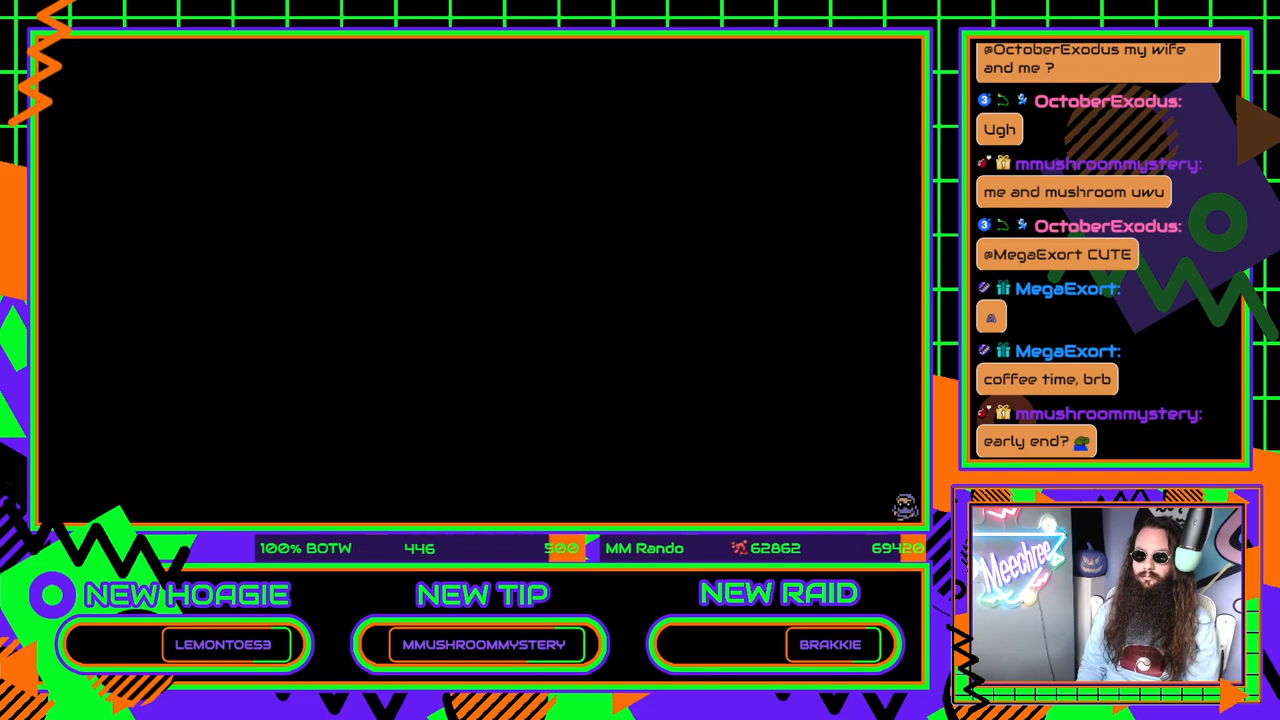 @OctoberExodus my wife
and me ?
3 OctoberExodus:
Ugh
mmushroommystery:
me and mushroom uwu
3 OctoberExodus:
@MegaExort CUTE
MegaExort:
MegaExort:
coffee time, brb
mmushroommystery:
early end?
100% BOTW 446 500
MM Rando 62862 69420
NEW HOAGIE
LEMONTOES3
NEW TIP
MMUSHROOMMYSTERY
NEW RAID
BRAKKIE
Meechree